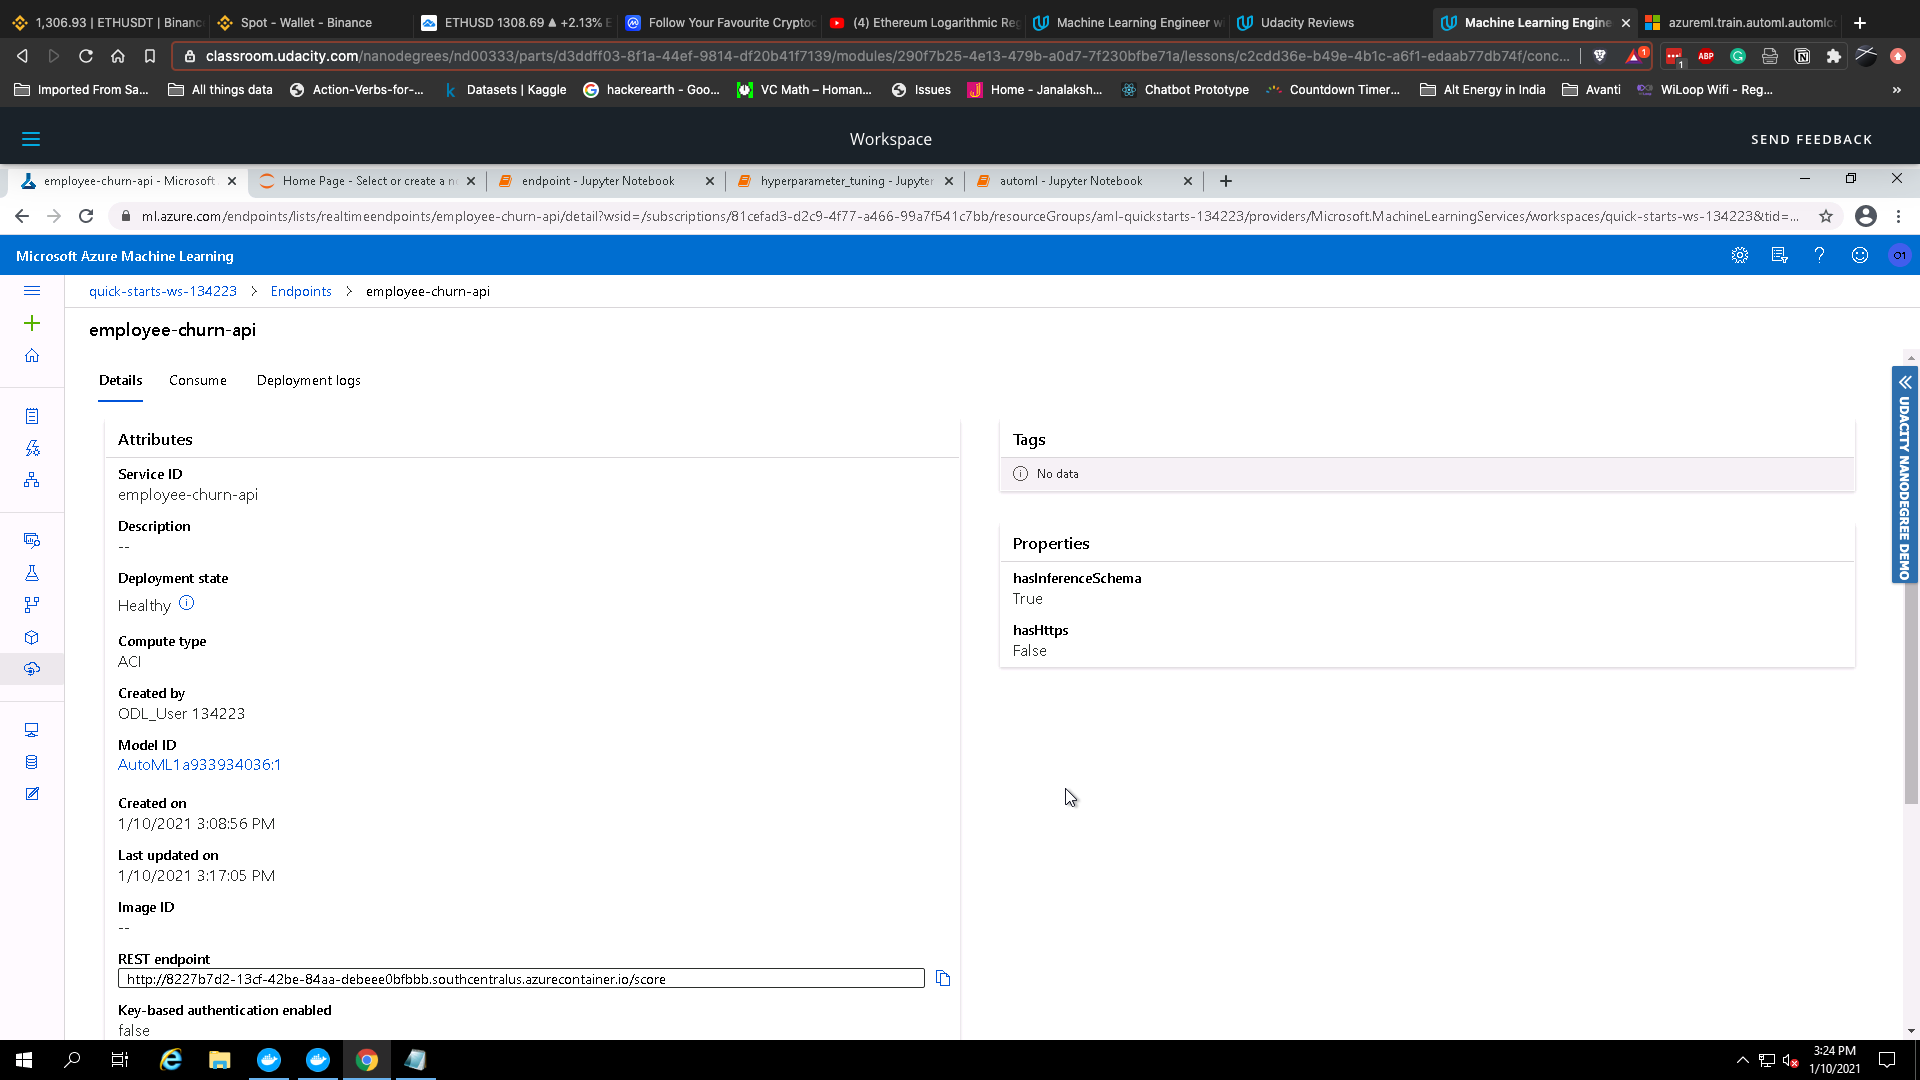 1,306.93 | ETHUSDT | Binanc
Spot - Wallet - Binance
ETHUSD 1308.69 ▲ +2.13% E
Follow Your Favourite Cryptoc
(4) Ethereum Logarithmic Reg
Machine Learning Engineer w
Udacity Reviews
Machine Learning Engine
azureml.train.automl.automlco
classroom.udacity.com/nanodegrees/nd00333/parts/d3ddff03-8f1a-44ef-9814-df20b41f7139/modules/290f7b25-4e13-479b-a0d7-7f230bfbe71a/lessons/c2cdd36e-b49e-4b1c-a6f1-edaab77db74f/conc...
1
1
ABP
Imported From Sa...
All things data
Action-Verbs-for-...
Datasets | Kaggle
hackerearth - Goo...
VC Math – Homan...
Issues
Home - Janalaksh...
Chatbot Prototype
Countdown Timer...
Alt Energy in India
Avanti
WiLoop Wifi - Reg...
»
Workspace
SEND FEEDBACK
employee-churn-api - Microsoft
Home Page - Select or create a n
endpoint - Jupyter Notebook
hyperparameter_tuning - Jupyter
automl - Jupyter Notebook
ml.azure.com/endpoints/lists/realtimeendpoints/employee-churn-api/detail?wsid=/subscriptions/81cefad3-d2c9-4f77-a466-99a7f541c7bb/resourceGroups/aml-quickstarts-134223/providers/Microsoft.MachineLearningServices/workspaces/quick-starts-ws-134223&tid=...
Microsoft Azure Machine Learning
O1
quick-starts-ws-134223 > Endpoints > employee-churn-api
employee-churn-api
Details
Consume
Deployment logs
Attributes
Service ID
employee-churn-api
Description
--
Deployment state
Healthy
Compute type
ACI
Created by
ODL_User 134223
Model ID
AutoML1a933934036:1
Created on
1/10/2021 3:08:56 PM
Last updated on
1/10/2021 3:17:05 PM
Image ID
--
REST endpoint
http://8227b7d2-13cf-42be-84aa-debeee0bfbbb.southcentralus.azurecontainer.io/score
Key-based authentication enabled
false
Tags
No data
Properties
hasInferenceSchema
True
hasHttps
False
UDACITY NANODEGREE DEMO
3:24 PM
1/10/2021